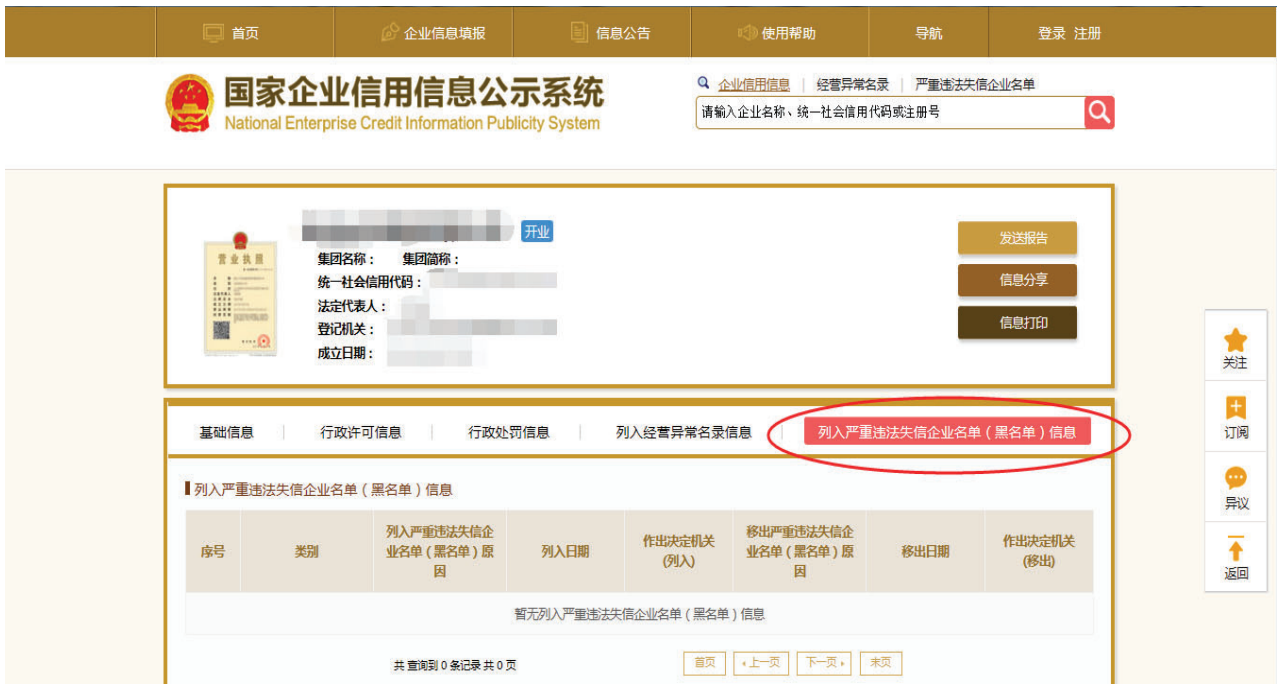 首页 企业信息填报 信息公告 使用帮助 导航 登录 注册
国家企业信用信息公示系统
National Enterprise Credit Information Publicity System
企业信用信息 | 经营异常名录 | 严重违法失信企业名单
请输入企业名称、统一社会信用代码或注册号
开业
营业执照
集团名称： 集团简称：
统一社会信用代码：
法定代表人：
登记机关：
成立日期：
发送报告
信息分享
信息打印
关注
订阅
异议
返回
基础信息 | 行政许可信息 | 行政处罚信息 | 列入经营异常名录信息 列入严重违法失信企业名单（黑名单）信息
列入严重违法失信企业名单（黑名单）信息
序号 类别 列入严重违法失信企业名单（黑名单）原因 列入日期 作出决定机关(列入) 移出严重违法失信企业名单（黑名单）原因 移出日期 作出决定机关(移出)
暂无列入严重违法失信企业名单（黑名单）信息
共 查询到 0 条记录 共 0 页 首页 上一页 下一页 末页